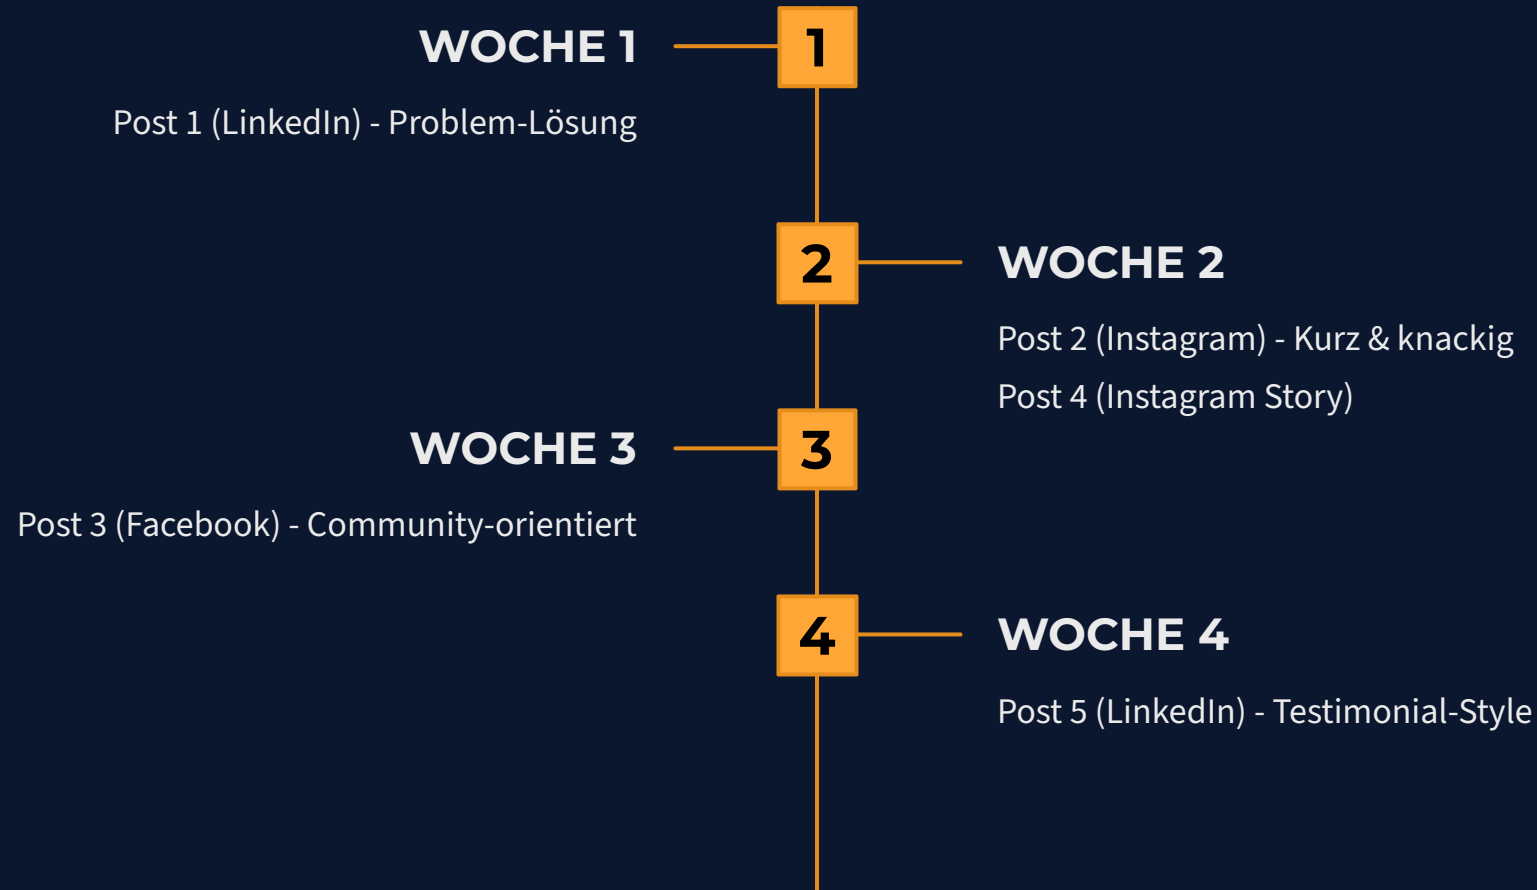 WOCHE 1
1
Post 1 (LinkedIn) - Problem-Lösung
2
WOCHE 2
Post 2 (Instagram) - Kurz & knackig
Post 4 (Instagram Story)
WOCHE 3
3
Post 3 (Facebook) - Community-orientiert
4
WOCHE 4
Post 5 (LinkedIn) - Testimonial-Style